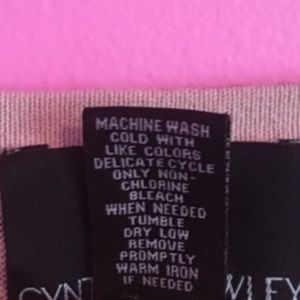 MACHINE WASH
COLD WITH
LIKE COLORS
DELICATE CYCLE
ONLY NON-
CHLORINE
BLEACH
WHEN NEEDED
TUMBLE
DRY LOW
REMOVE
PROMPTLY
WARM IRON
IF NEEDED